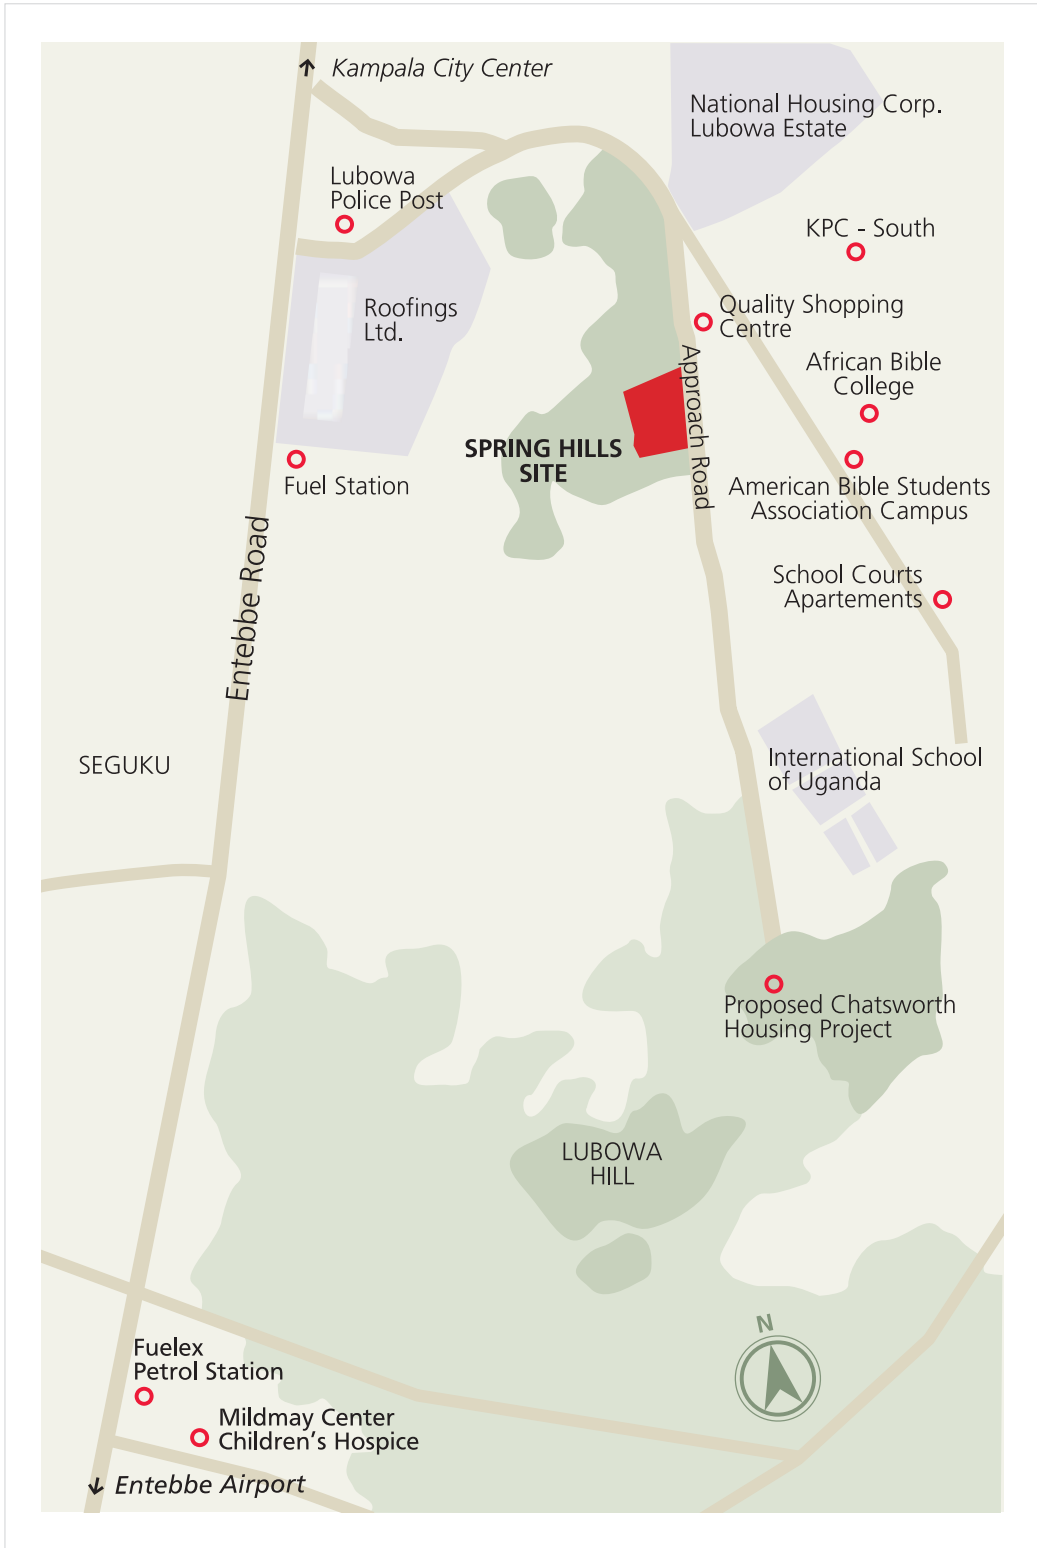 Kampala City Center
National Housing Corp.
Lubowa Estate
Lubowa
Police Post
KPC - South
Roofings
Ltd.
Quality Shopping
Centre
African Bible
College
Approach Road
SPRING HILLS
SITE
Fuel Station
American Bible Students
Association Campus
Entebbe Road
School Courts
Apartements
SEGUKU
International School
of Uganda
Proposed Chatsworth
Housing Project
LUBOWA
HILL
N
Fuelex
Petrol Station
Mildmay Center
Children's Hospice
Entebbe Airport